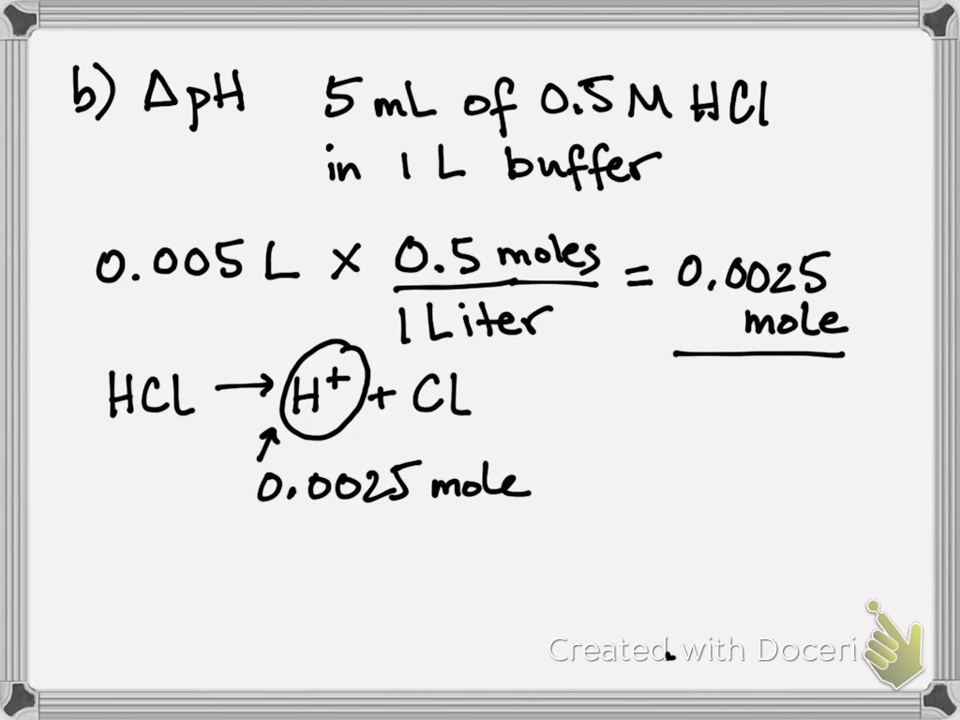 b) ΔpH 5 mL of 0.5 M HCl
in 1 L buffer
0.005 L × 0.5 moles = 0.0025
1 Liter mole
HCL → H⁺ + CL
0.0025 mole
Created with Doceri